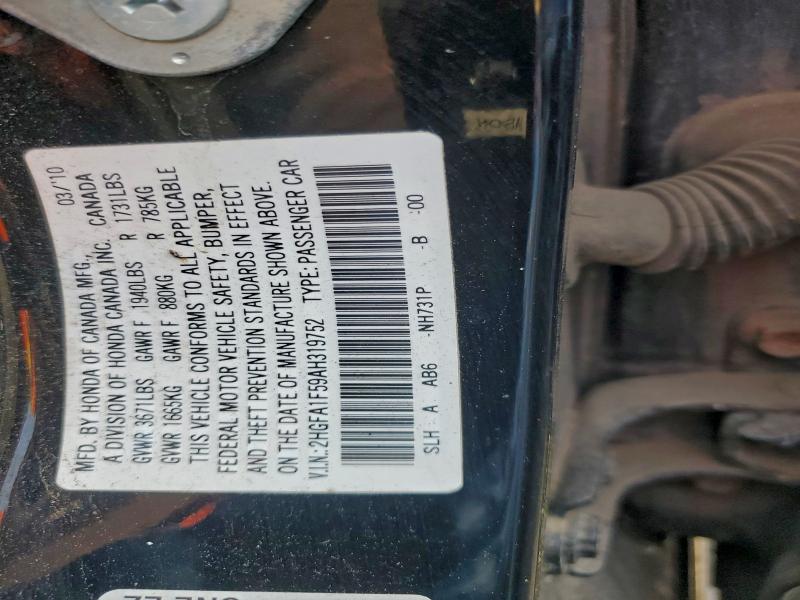 MFD. BY HONDA OF CANADA MFG., 03/'10
A DIVISION OF HONDA CANADA INC. CANADA
GVWR 3671LBS GAWR F 1940LBS R 1731LBS
GVWR 1665KG GAWR F 880KG R 785KG
THIS VEHICLE CONFORMS TO ALL APPLICABLE
FEDERAL MOTOR VEHICLE SAFETY, BUMPER,
AND THEFT PREVENTION STANDARDS IN EFFECT
ON THE DATE OF MANUFACTURE SHOWN ABOVE.
V.I.N.:2HGFA1F59AH319752 TYPE:PASSENGER CAR
SLH : A AB6 -NH731P -B -00